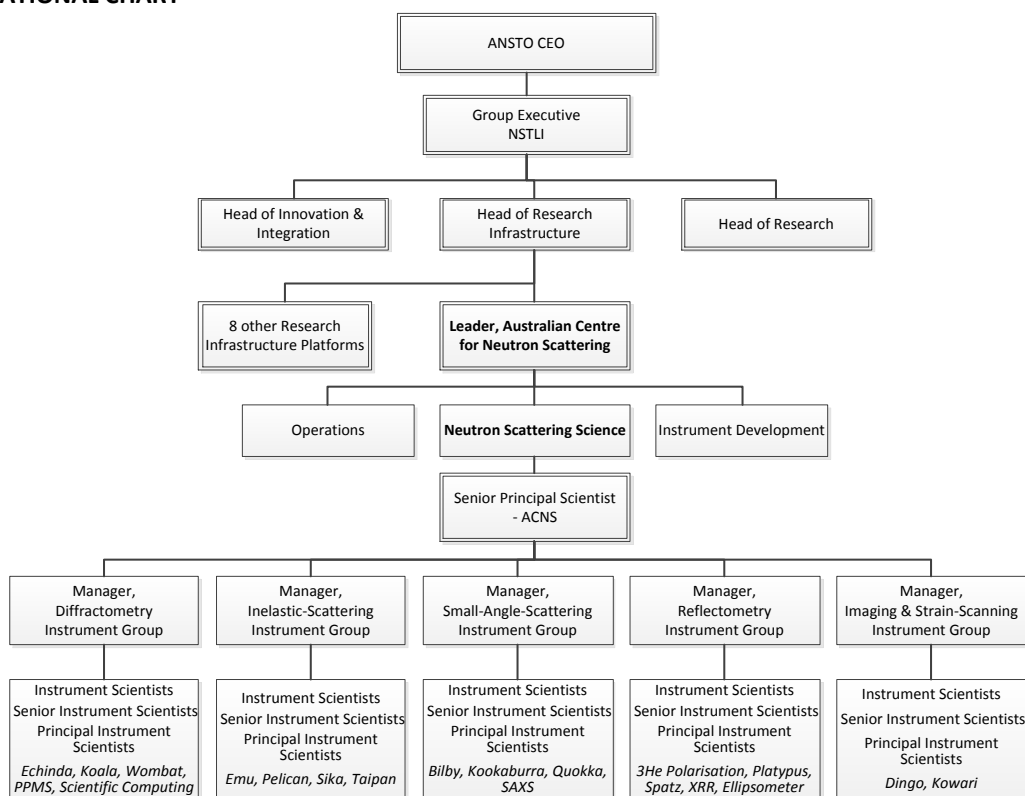 ATIONAL CHART
ANSTO CEO
Group Executive
NSTLI
Head of Innovation &
Integration
Head of Research
Infrastructure
Head of Research
8 other Research
Infrastructure Platforms
Leader, Australian Centre
for Neutron Scattering
Operations
Neutron Scattering Science
Instrument Development
Senior Principal Scientist
- ACNS
Manager,
Diffractometry
Instrument Group
Manager,
Inelastic-Scattering
Instrument Group
Manager,
Small-Angle-Scattering
Instrument Group
Manager,
Reflectometry
Instrument Group
Manager,
Imaging & Strain-Scanning
Instrument Group
Instrument Scientists
Senior Instrument Scientists
Principal Instrument
Scientists
Echinda, Koala, Wombat,
PPMS, Scientific Computing
Instrument Scientists
Senior Instrument Scientists
Principal Instrument
Scientists
Emu, Pelican, Sika, Taipan
Instrument Scientists
Senior Instrument Scientists
Principal Instrument
Scientists
Bilby, Kookaburra, Quokka,
SAXS
Instrument Scientists
Senior Instrument Scientists
Principal Instrument
Scientists
3He Polarisation, Platypus,
Spatz, XRR, Ellipsometer
Instrument Scientists
Senior Instrument Scientists
Principal Instrument
Scientists
Dingo, Kowari